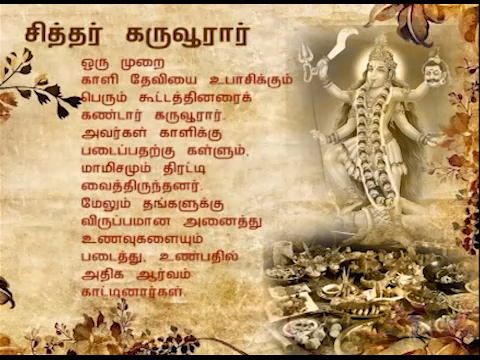 சித்தர் கருவூரார்
ஒரு முறை
காளி தேவியை உபாசிக்கும்
பெரும் கூட்டத்தினரைக்
கண்டார் கருவூரார்.
அவர்கள் காளிக்கு
படைப்பதற்கு கள்ளும்,
மாமிசமும் திரட்டி
வைத்திருந்தனர்.
மேலும் தங்களுக்கு
விருப்பமான அனைத்து
உணவுகளையும்
படைத்து, உண்பதில்
அதிக ஆர்வம்
காட்டினார்கள்.